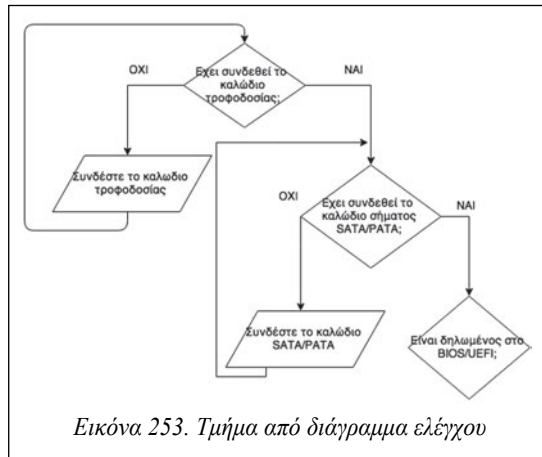 Έχει συνδεθεί το
καλώδιο
τροφοδοσίας;
ΟΧΙ
ΝΑΙ
Συνδέστε το καλωδιο
τροφοδοσίας
Έχει συνδεθεί το
καλώδιο σήματος
SATA/PATA;
ΟΧΙ
ΝΑΙ
Συνδέστε το καλώδιο
SATA/PATA
Είναι δηλωμένος στο
BIOS/UEFI;
Εικόνα 253. Τμήμα από διάγραμμα ελέγχου